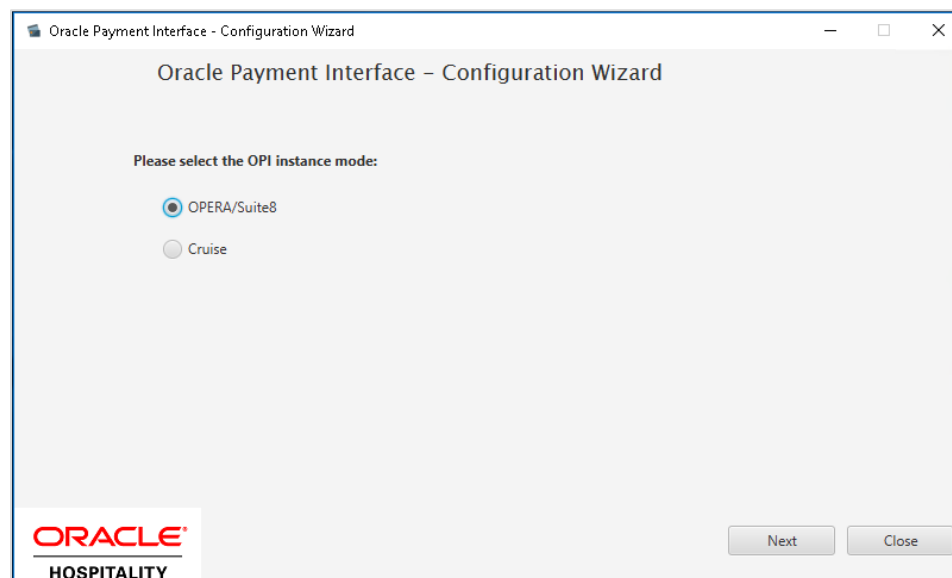 Oracle Payment Interface - Configuration Wizard
Oracle Payment Interface – Configuration Wizard
Please select the OPI instance mode:
OPERA/Suite8
Cruise
ORACLE®
HOSPITALITY
Next
Close